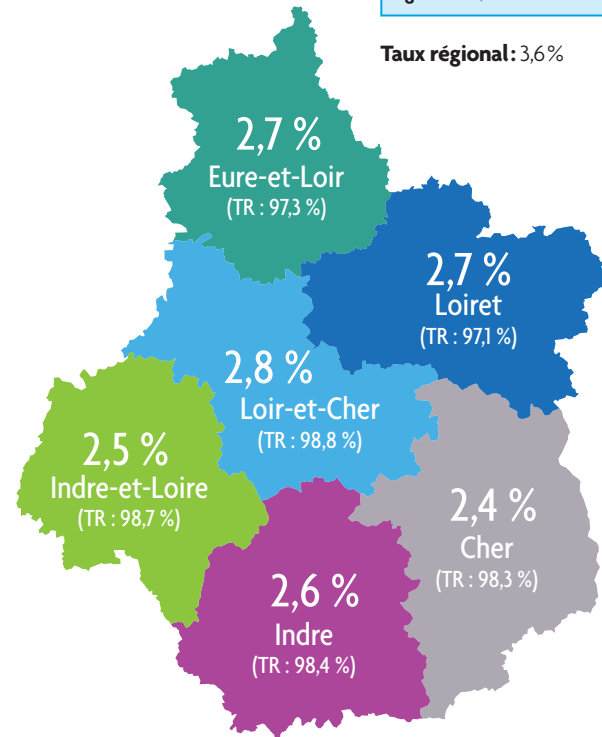 Taux régional : 3,6 %
2,7 %
Eure-et-Loir
(TR : 97,3 %)
2,7 %
Loiret
(TR : 97,1 %)
2,8 %
Loir-et-Cher
(TR : 98,8 %)
2,5 %
Indre-et-Loire
(TR : 98,7 %)
2,4 %
Cher
(TR : 98,3 %)
2,6 %
Indre
(TR : 98,4 %)